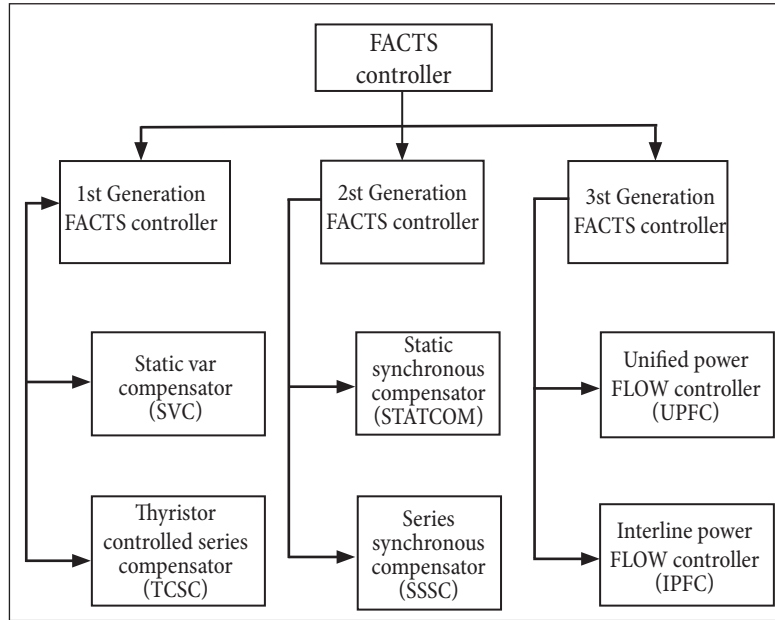 FACTS
controller
1st Generation
FACTS controller
2st Generation
FACTS controller
3st Generation
FACTS controller
Static var
compensator
(SVC)
Static
synchronous
compensator
(STATCOM)
Unified power
FLOW controller
(UPFC)
Thyristor
controlled series
compensator
(TCSC)
Series
synchronous
compensator
(SSSC)
Interline power
FLOW controller
(IPFC)